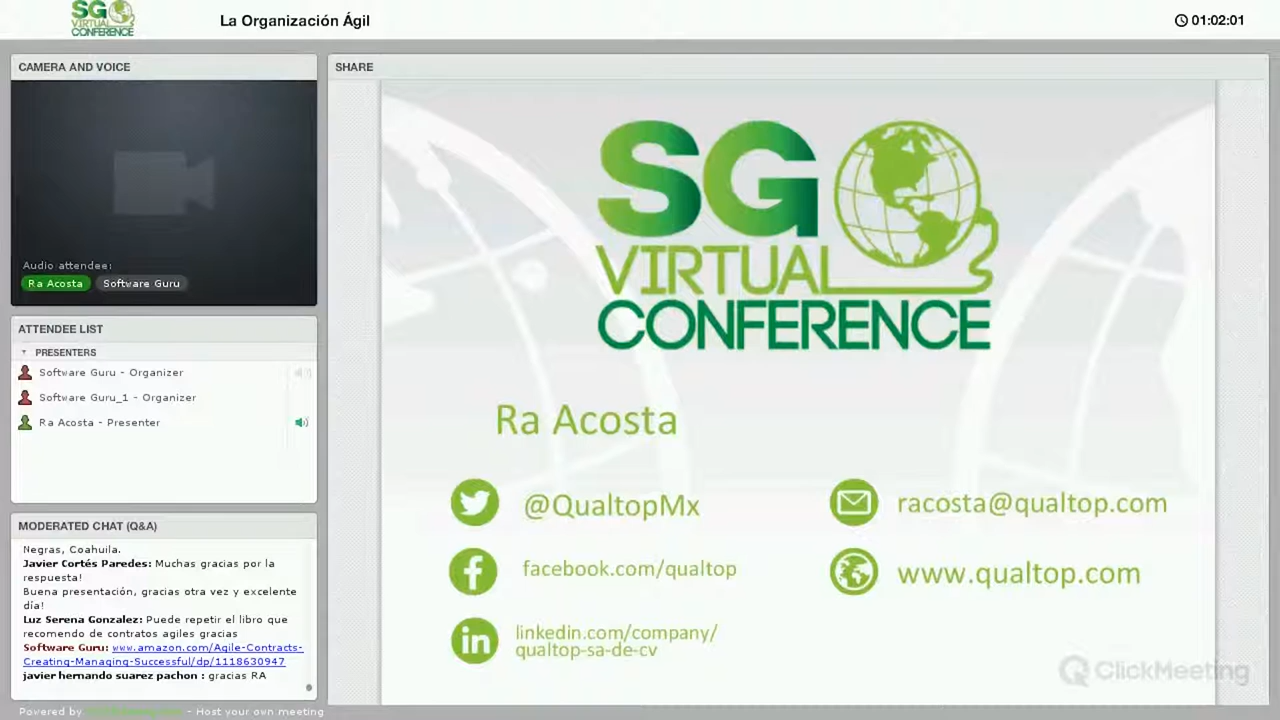 SG
VIRTUAL
CONFERENCE
La Organización Ágil
01:02:01
CAMERA AND VOICE
Audio attendee:
Ra Acosta
Software Guru
ATTENDEE LIST
PRESENTERS
Software Guru - Organizer
Software Guru_1 - Organizer
Ra Acosta - Presenter
MODERATED CHAT (Q&A)
Negras, Coahuila.
Javier Cortés Paredes: Muchas gracias por la
respuesta!
Buena presentación, gracias otra vez y excelente
día!
Luz Serena Gonzalez: Puede repetir el libro que
recomendo de contratos agiles gracias
Software Guru: www.amazon.com/Agile-Contracts-
Creating-Managing-Successful/dp/1118630947
javier hernando suarez pachon : gracias RA
Powered by ClickMeeting.com - Host your own meeting
SHARE
SG
VIRTUAL
CONFERENCE
Ra Acosta
@QualtopMx
racosta@qualtop.com
facebook.com/qualtop
www.qualtop.com
linkedin.com/company/
qualtop-sa-de-cv
ClickMeeting